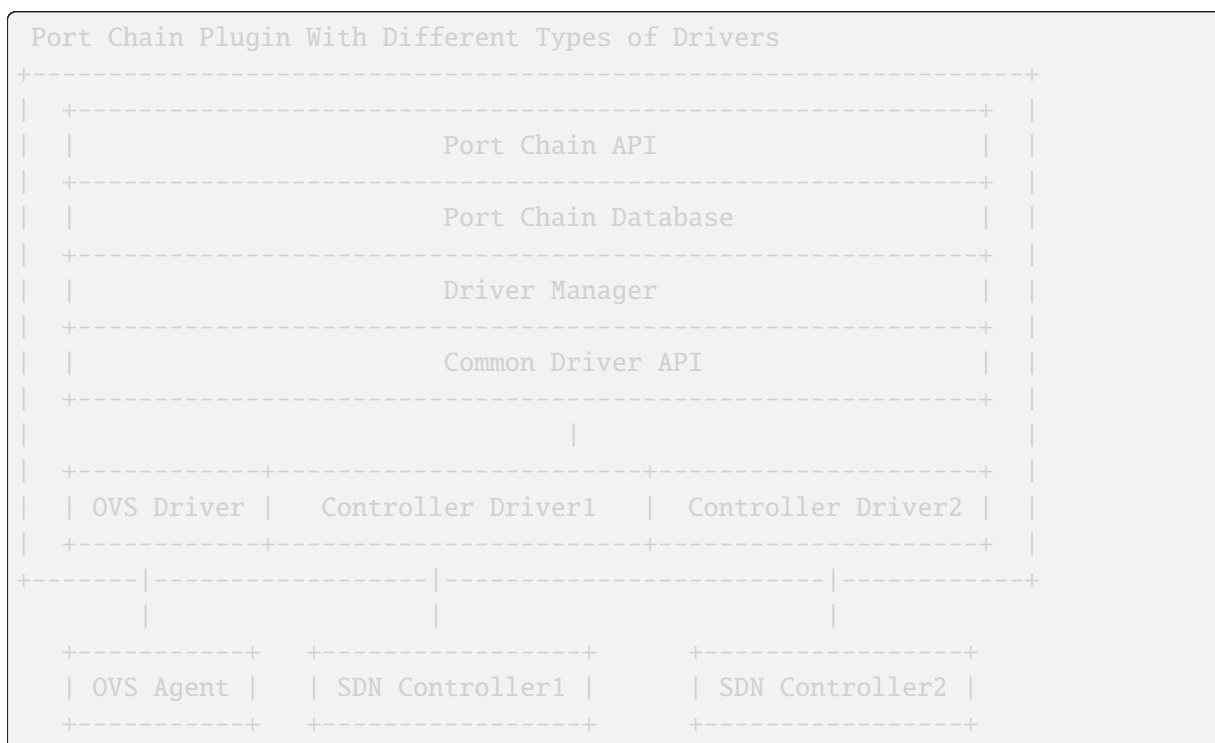 Port Chain Plugin With Different Types of Drivers
Port Chain API
Port Chain Database
Driver Manager
Common Driver API
OVS Driver | Controller Driver1 | Controller Driver2
OVS Agent | SDN Controller1 | SDN Controller2